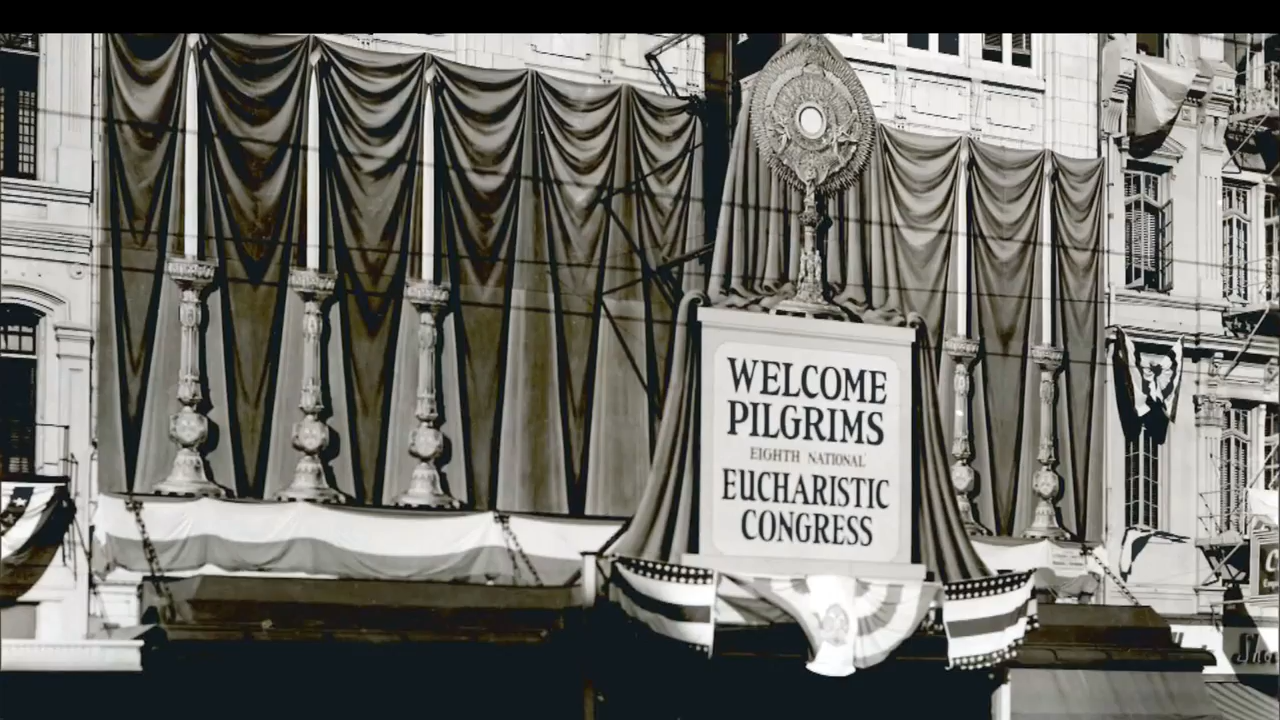 WELCOME
PILGRIMS
EIGHTH NATIONAL
EUCHARISTIC
CONGRESS